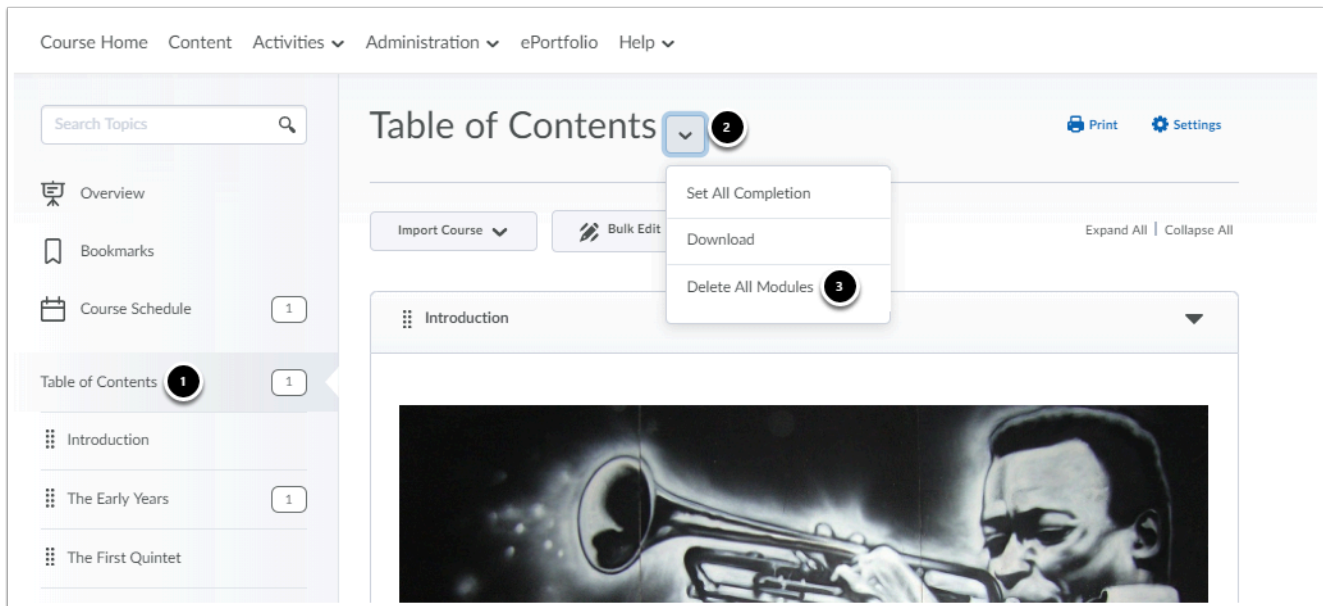 Course Home Content Activities Administration ePortfolio Help
Search Topics
Overview
Bookmarks
Course Schedule 1
Table of Contents 1 1
Introduction
The Early Years 1
The First Quintet
Table of Contents 2
Print Settings
Set All Completion
Download
Delete All Modules 3
Import Course Bulk Edit
Expand All | Collapse All
Introduction